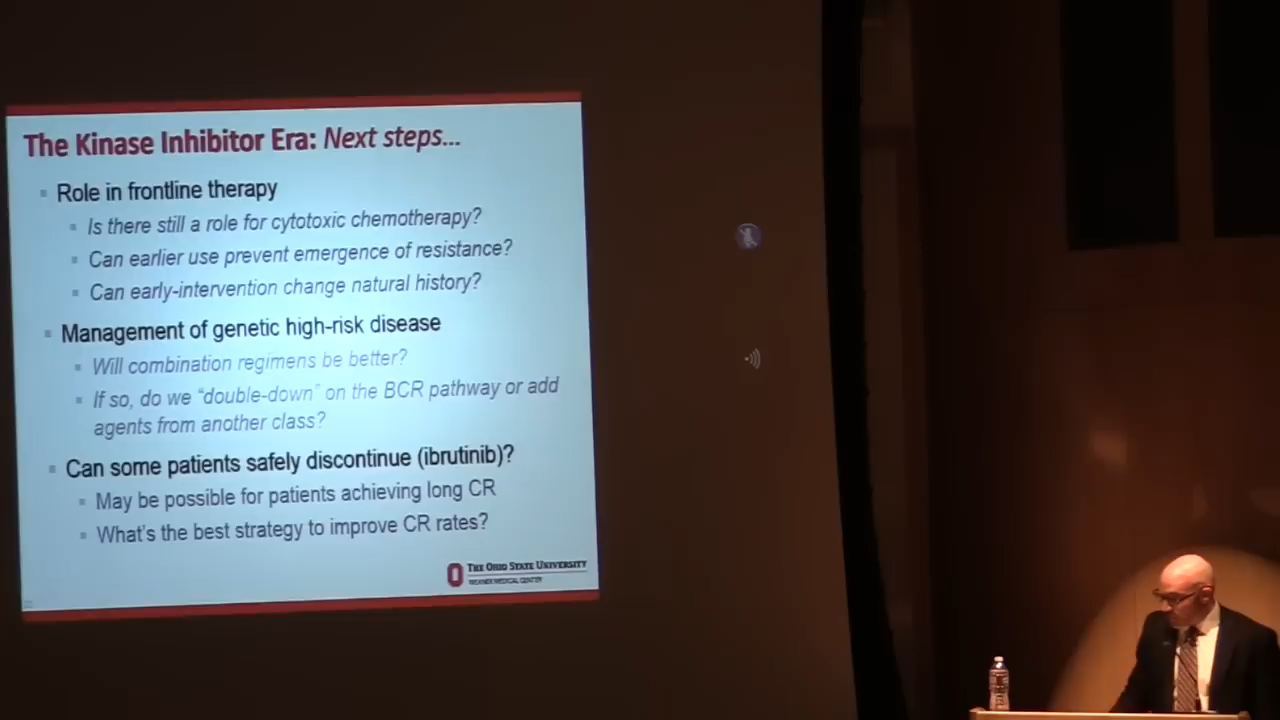 The Kinase Inhibitor Era: Next steps...
Role in frontline therapy
Is there still a role for cytotoxic chemotherapy?
Can earlier use prevent emergence of resistance?
Can early-intervention change natural history?
Management of genetic high-risk disease
Will combination regimens be better?
If so, do we “double-down” on the BCR pathway or add
agents from another class?
Can some patients safely discontinue (ibrutinib)?
May be possible for patients achieving long CR
What's the best strategy to improve CR rates?
THE OHIO STATE UNIVERSITY
WEXNER MEDICAL CENTER